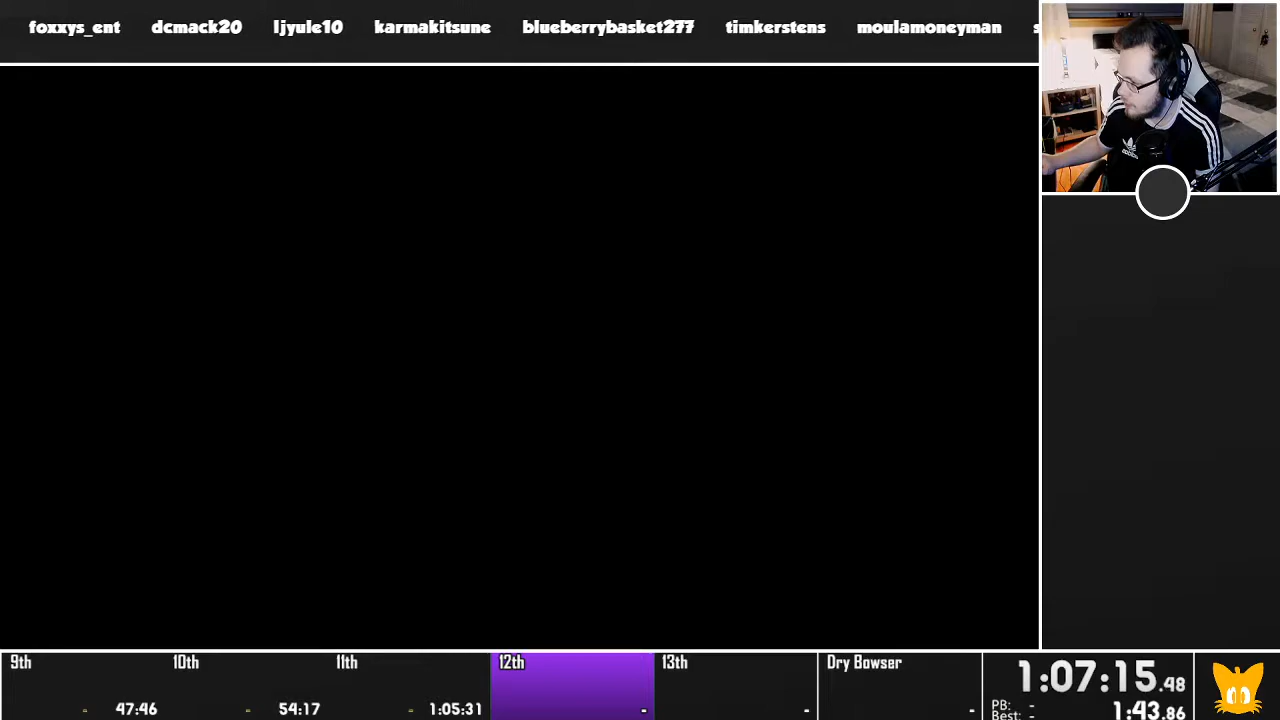 foxxys_ent dcmack20 ljyule10 karmakitsme blueberrybasket277 timkerstens moulamoneyman s
9th 10th 11th 12th 13th Dry Bowser
- 47:46 - 54:17 - 1:05:31 - - -
1:07:15.48
PB: -
Best: - 1:43.86